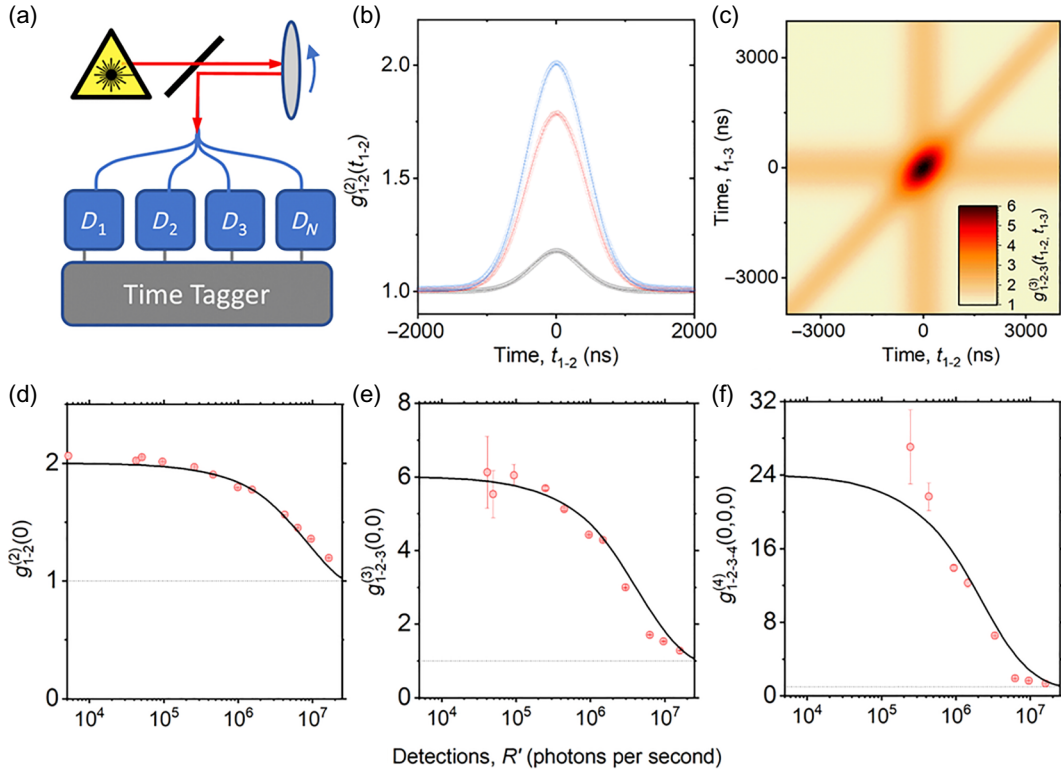 (a)
D1
D2
D3
DN
Time Tagger
(b)
g(2)1-2(t1-2)
2.0
1.5
1.0
−2000
−1000
0
1000
2000
Time, t1-2 (ns)
(c)
Time, t1-3 (ns)
3000
0
−3000
6
5
4
3
2
1
g(3)1-2-3(t1-2, t1-3)
−3000
0
3000
Time, t1-2 (ns)
(d)
g(2)1-2(0)
2
1
0
10^4
10^5
10^6
10^7
(e)
g(3)1-2-3(0,0)
8
6
4
2
0
10^4
10^5
10^6
10^7
(f)
g(4)1-2-3-4(0,0,0)
32
24
16
8
0
10^4
10^5
10^6
10^7
Detections, R' (photons per second)